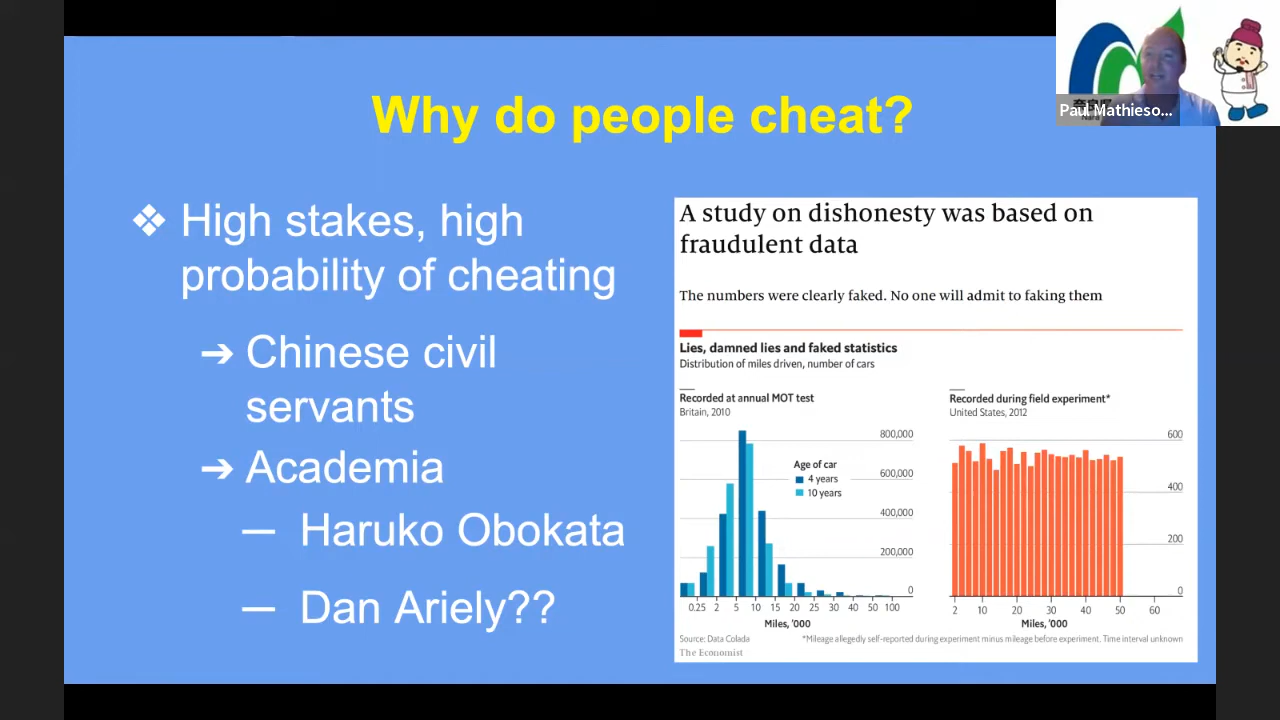 Why do people cheat?
❖ High stakes, high
probability of cheating
➔ Chinese civil
servants
➔ Academia
— Haruko Obokata
— Dan Ariely??
A study on dishonesty was based on
fraudulent data
The numbers were clearly faked. No one will admit to faking them
Lies, damned lies and faked statistics
Distribution of miles driven, number of cars
Recorded at annual MOT test
Britain, 2010
800,000
600,000
400,000
200,000
0
Age of car
4 years
10 years
0.25 2 5 10 15 20 25 30 40 50 100
Miles, '000
Recorded during field experiment*
United States, 2012
600
400
200
0
2 10 20 30 40 50 60
Miles, '000
Source: Data Colada
*Mileage allegedly self-reported during experiment minus mileage before experiment. Time interval unknown
The Economist
Paul Mathieso...